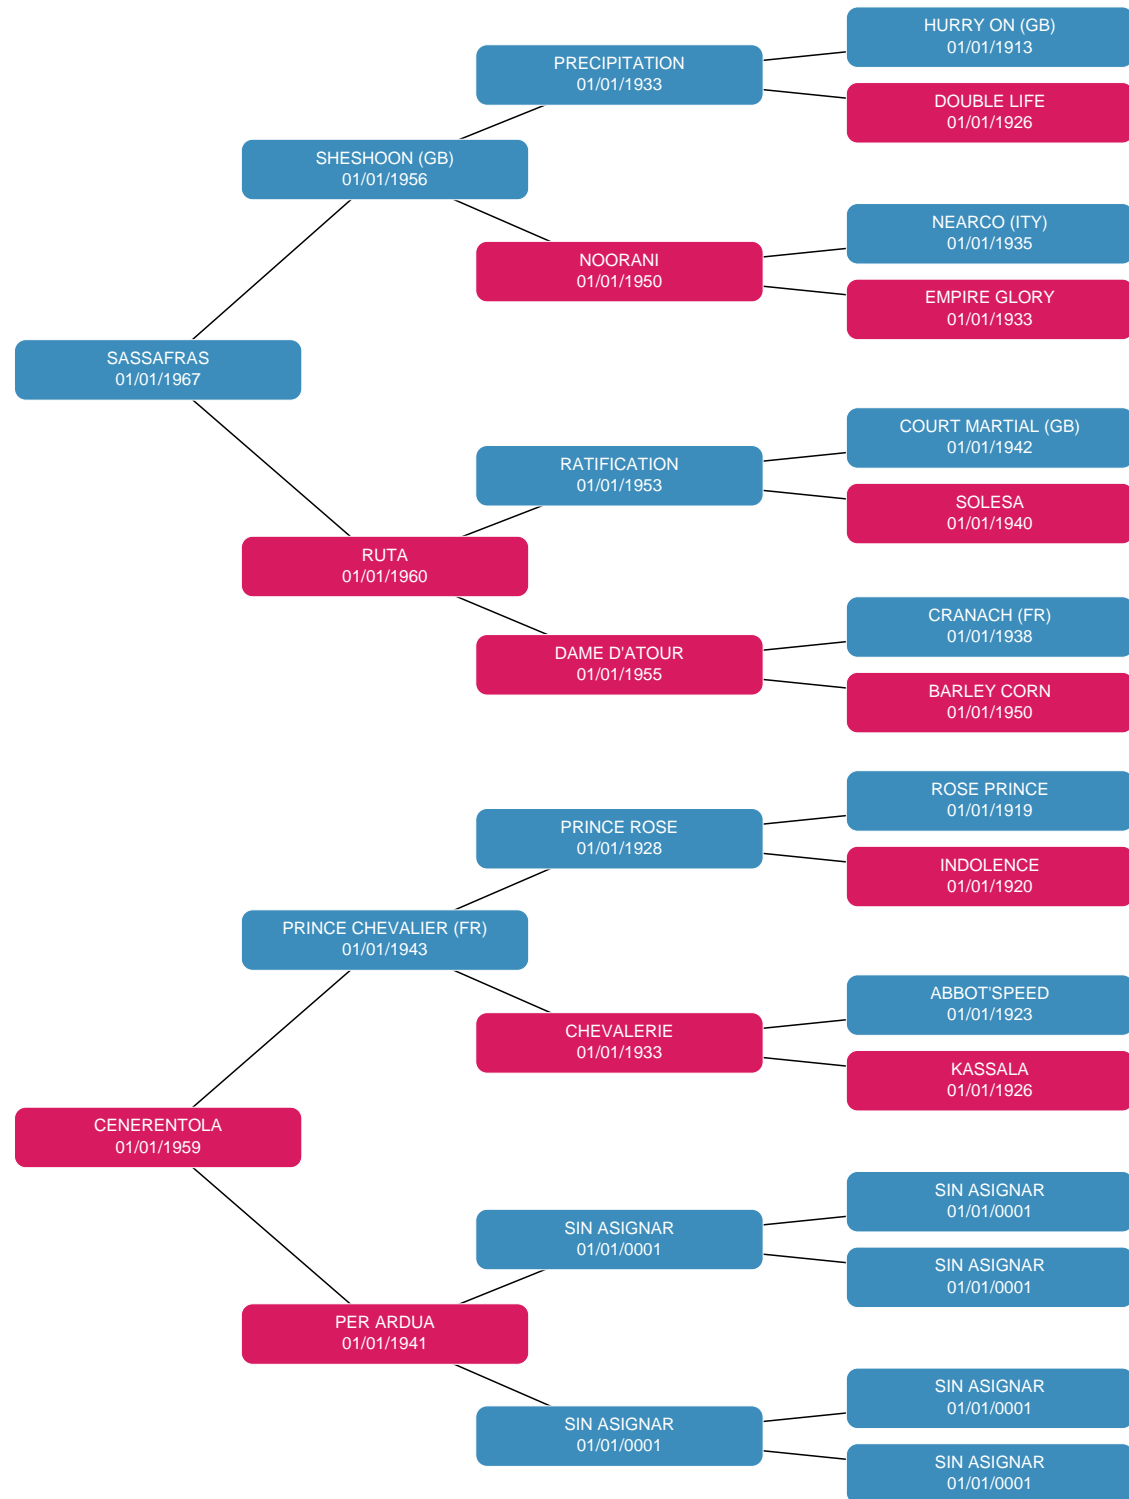 HURRY ON (GB)
01/01/1913
PRECIPITATION
01/01/1933
DOUBLE LIFE
01/01/1926
SHESHOON (GB)
01/01/1956
NEARCO (ITY)
01/01/1935
NOORANI
01/01/1950
EMPIRE GLORY
01/01/1933
SASSAFRAS
01/01/1967
COURT MARTIAL (GB)
01/01/1942
RATIFICATION
01/01/1953
SOLESA
01/01/1940
RUTA
01/01/1960
CRANACH (FR)
01/01/1938
DAME D'ATOUR
01/01/1955
BARLEY CORN
01/01/1950
ROSE PRINCE
01/01/1919
PRINCE ROSE
01/01/1928
INDOLENCE
01/01/1920
PRINCE CHEVALIER (FR)
01/01/1943
ABBOT'SPEED
01/01/1923
CHEVALERIE
01/01/1933
KASSALA
01/01/1926
CENERENTOLA
01/01/1959
SIN ASIGNAR
01/01/0001
SIN ASIGNAR
01/01/0001
SIN ASIGNAR
01/01/0001
PER ARDUA
01/01/1941
SIN ASIGNAR
01/01/0001
SIN ASIGNAR
01/01/0001
SIN ASIGNAR
01/01/0001